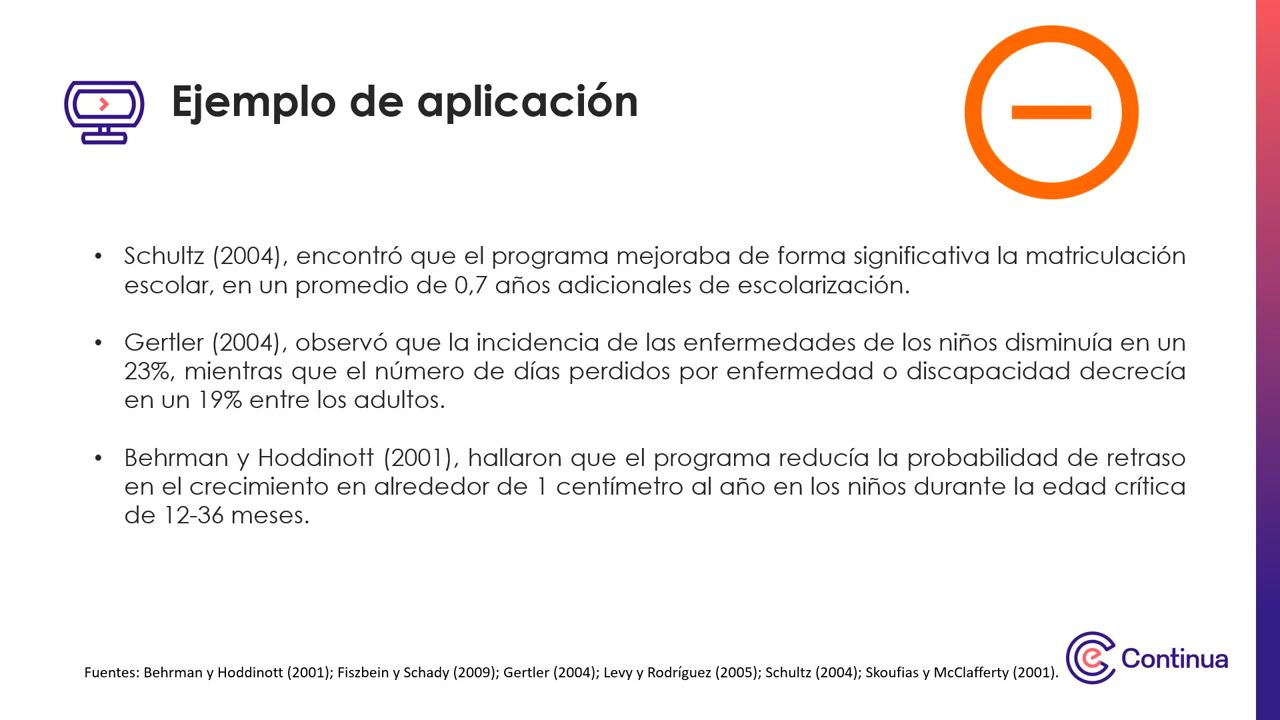 Ejemplo de aplicación
• Schultz (2004), encontró que el programa mejoraba de forma significativa la matriculación
escolar, en un promedio de 0,7 años adicionales de escolarización.
• Gertler (2004), observó que la incidencia de las enfermedades de los niños disminuía en un
23%, mientras que el número de días perdidos por enfermedad o discapacidad decrecía
en un 19% entre los adultos.
• Behrman y Hoddinott (2001), hallaron que el programa reducía la probabilidad de retraso
en el crecimiento en alrededor de 1 centímetro al año en los niños durante la edad crítica
de 12-36 meses.
Fuentes: Behrman y Hoddinott (2001); Fiszbein y Schady (2009); Gertler (2004); Levy y Rodríguez (2005); Schultz (2004); Skoufias y McClafferty (2001).
Continua